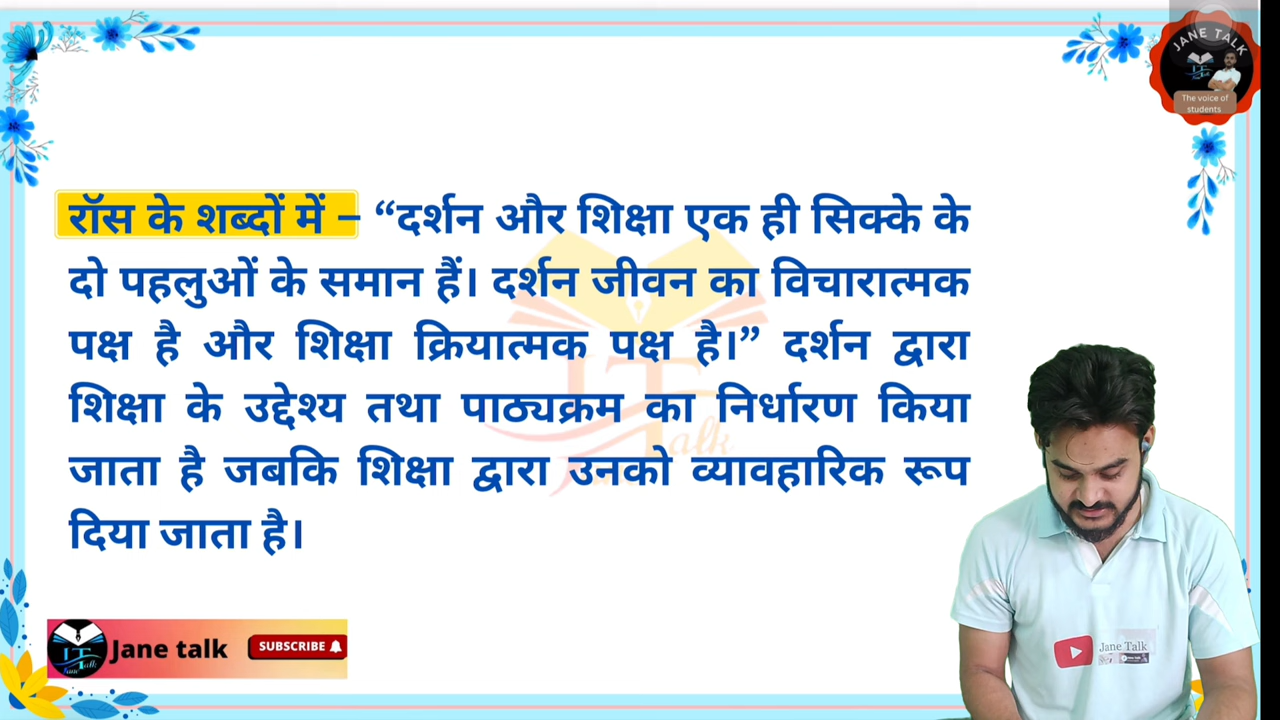 JANE TALK
The voice of
students
रॉस के शब्दों में – “दर्शन और शिक्षा एक ही सिक्के के
दो पहलुओं के समान हैं। दर्शन जीवन का विचारात्मक
पक्ष है और शिक्षा क्रियात्मक पक्ष है।” दर्शन द्वारा
शिक्षा के उद्देश्य तथा पाठ्यक्रम का निर्धारण किया
जाता है जबकि शिक्षा द्वारा उनको व्यावहारिक रूप
दिया जाता है।
Jane talk
SUBSCRIBE
Jane Talk